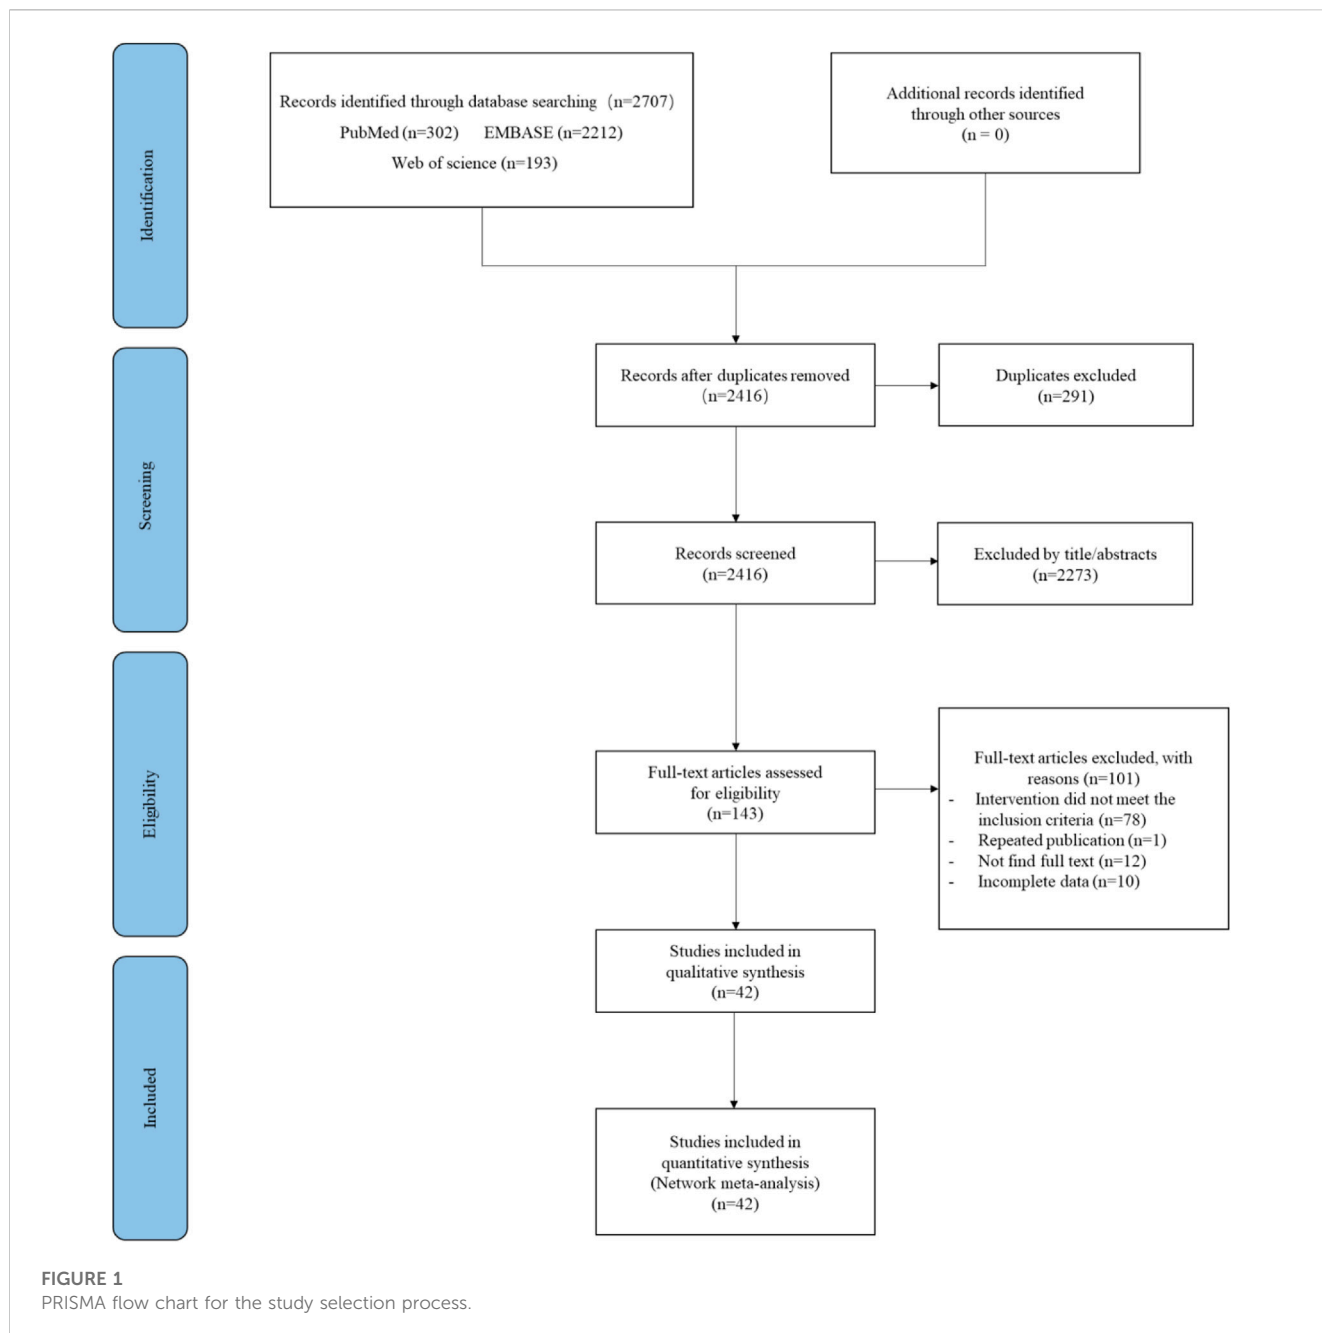 Identification
Records identified through database searching (n=2707)
PubMed (n=302) EMBASE (n=2212)
Web of science (n=193)
Additional records identified
through other sources
(n = 0)
Screening
Records after duplicates removed
(n=2416)
Duplicates excluded
(n=291)
Records screened
(n=2416)
Excluded by title/abstracts
(n=2273)
Eligibility
Full-text articles assessed
for eligibility
(n=143)
Full-text articles excluded, with
reasons (n=101)
- Intervention did not meet the
inclusion criteria (n=78)
- Repeated publication (n=1)
- Not find full text (n=12)
- Incomplete data (n=10)
Included
Studies included in
qualitative synthesis
(n=42)
Studies included in
quantitative synthesis
(Network meta-analysis)
(n=42)
FIGURE 1
PRISMA flow chart for the study selection process.